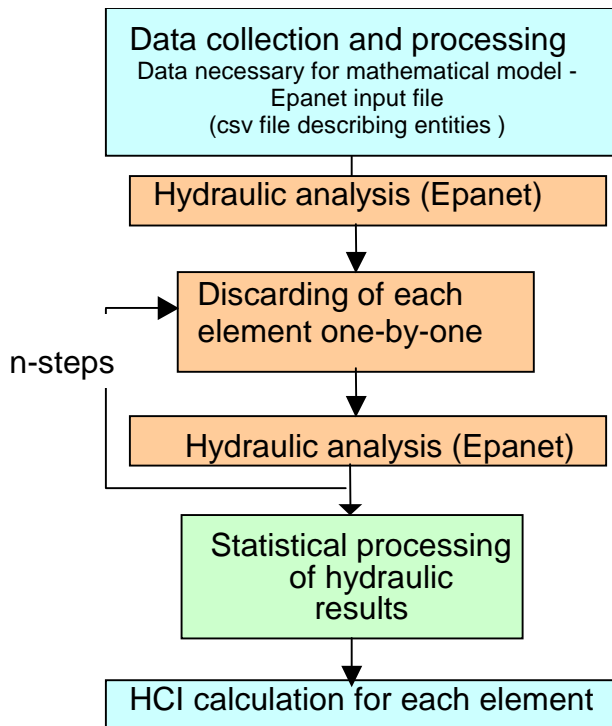 Data collection and processing
Data necessary for mathematical model -
Epanet input file
(csv file describing entities )
Hydraulic analysis (Epanet)
Discarding of each
element one-by-one
n-steps
Hydraulic analysis (Epanet)
Statistical processing
of hydraulic
results
HCI calculation for each element